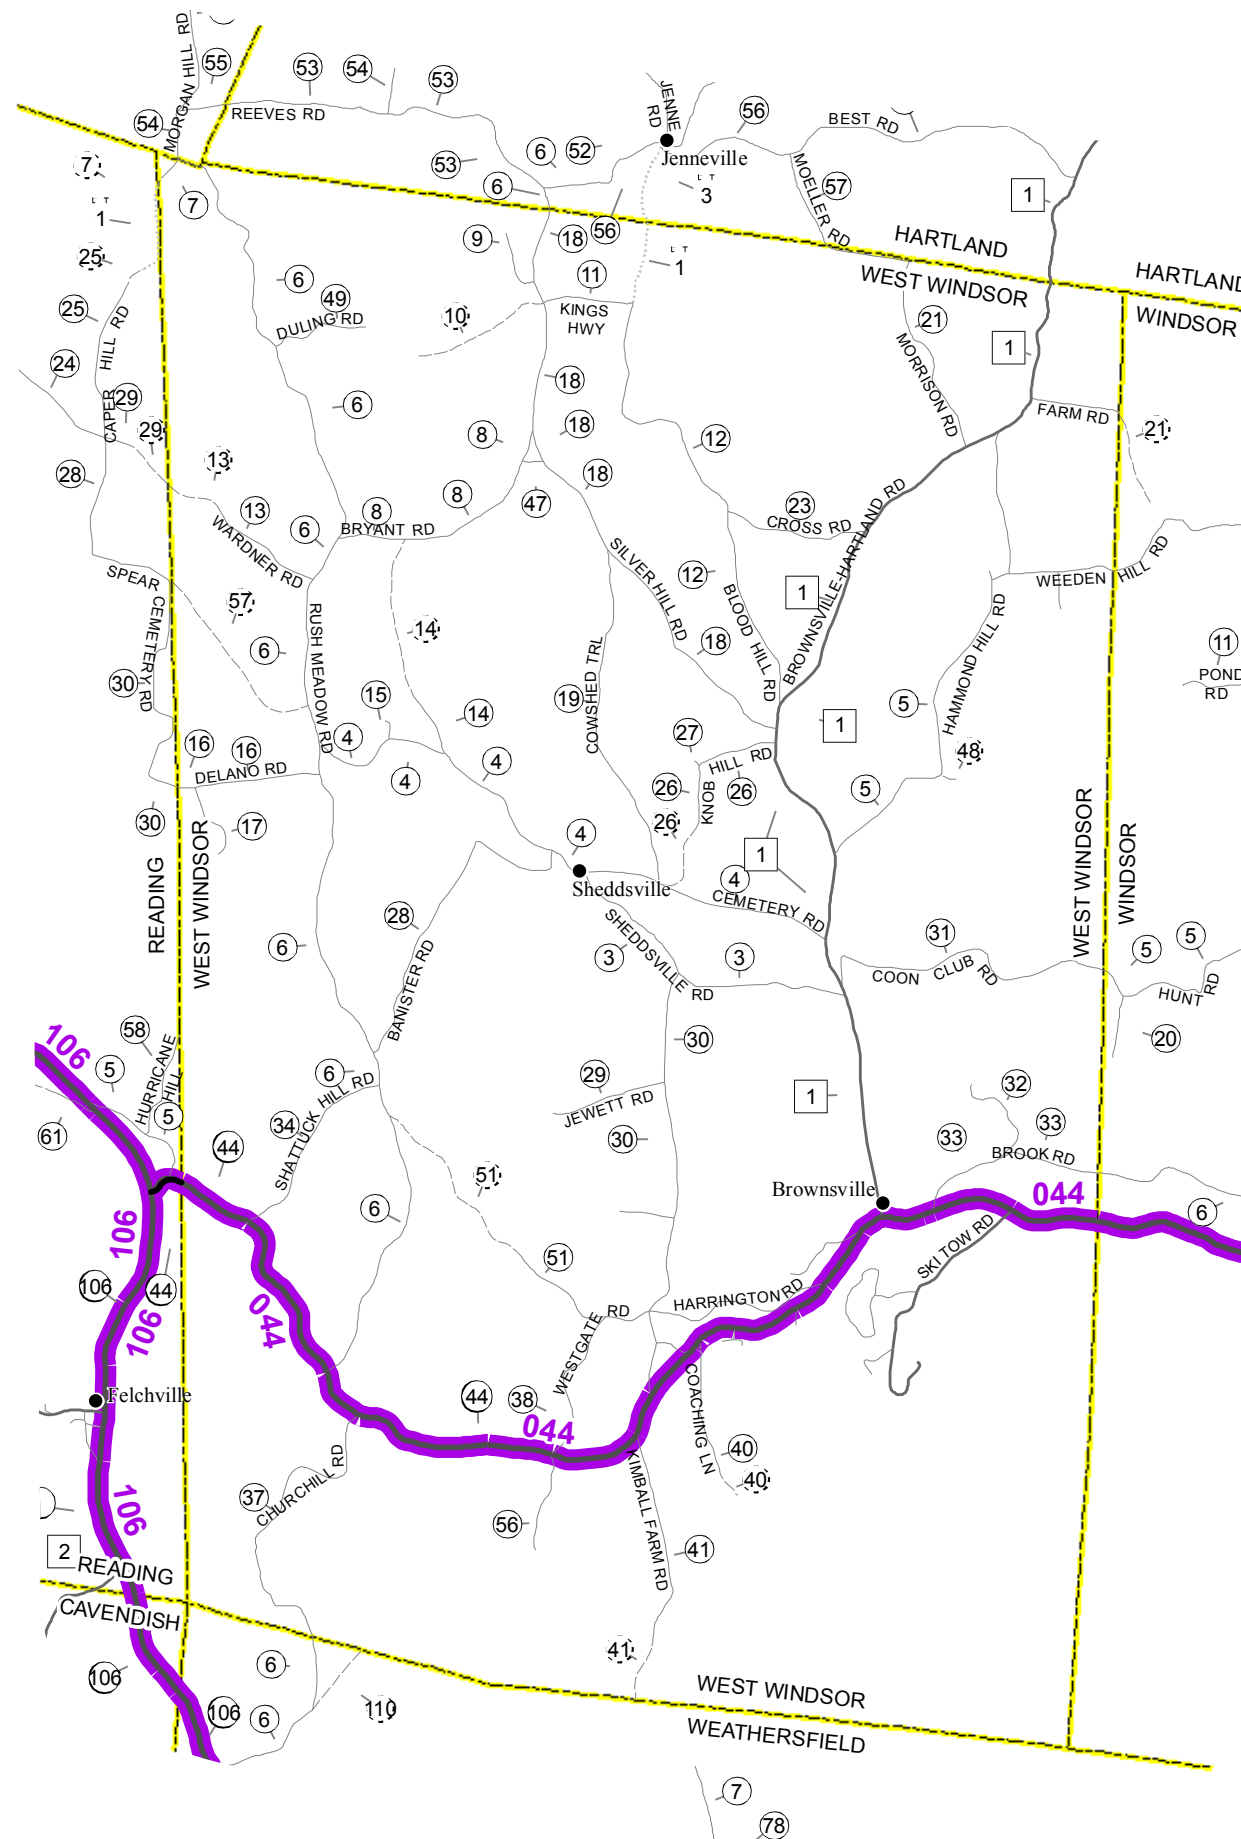 MORGAN HILL RD
55
53
54
53
REEVES RD
54
JENNE RD
56
BEST RD
Jenneville
6
52
53
6
7
L T
1
7
L T
3
MOELLER RD
57
1
56
HARTLAND
WEST WINDSOR
HARTLAND
WINDSOR
9
18
25
6
11
L T
1
49
DULING RD
10
KINGS HWY
25
CAPER HILL RD
21
MORRISON RD
1
24
29
29
6
18
18
8
12
FARM RD
21
28
13
13
WARDNER RD
6
8
BRYANT RD
8
47
18
23
CROSS RD
BROWNSVILLE-HARTLAND RD
SILVER HILL RD
12
BLOOD HILL RD
1
WEEDEN HILL RD
SPEAR CEMETERY RD
57
RUSH MEADOW RD
14
6
18
11
POND RD
30
15
COWSHED TRL
19
HAMMOND HILL RD
5
14
4
27
1
16
16
DELANO RD
4
4
KNOB HILL RD
26
26
48
5
30
17
26
READING
WEST WINDSOR
4
Sheddsville
1
4
CEMETERY RD
WEST WINDSOR
WINDSOR
28
BANISTER RD
SHEDDSVILLE RD
3
3
6
31
COON CLUB RD
5
5
HUNT RD
20
106
58
HURRICANE HILL
5
5
61
30
6
SHATTUCK HILL RD
34
29
JEWETT RD
30
1
32
33
33
BROOK RD
44
51
Brownsville
044
6
106
6
SKI TOW RD
106
44
51
106
044
WESTGATE RD
HARRINGTON RD
Felchville
COACHING LN
44
38
044
40
40
106
37
CHURCHILL RD
KIMBALL FARM RD
56
41
2
READING
CAVENDISH
41
6
106
106
6
110
WEST WINDSOR
WEATHERSFIELD
7
78